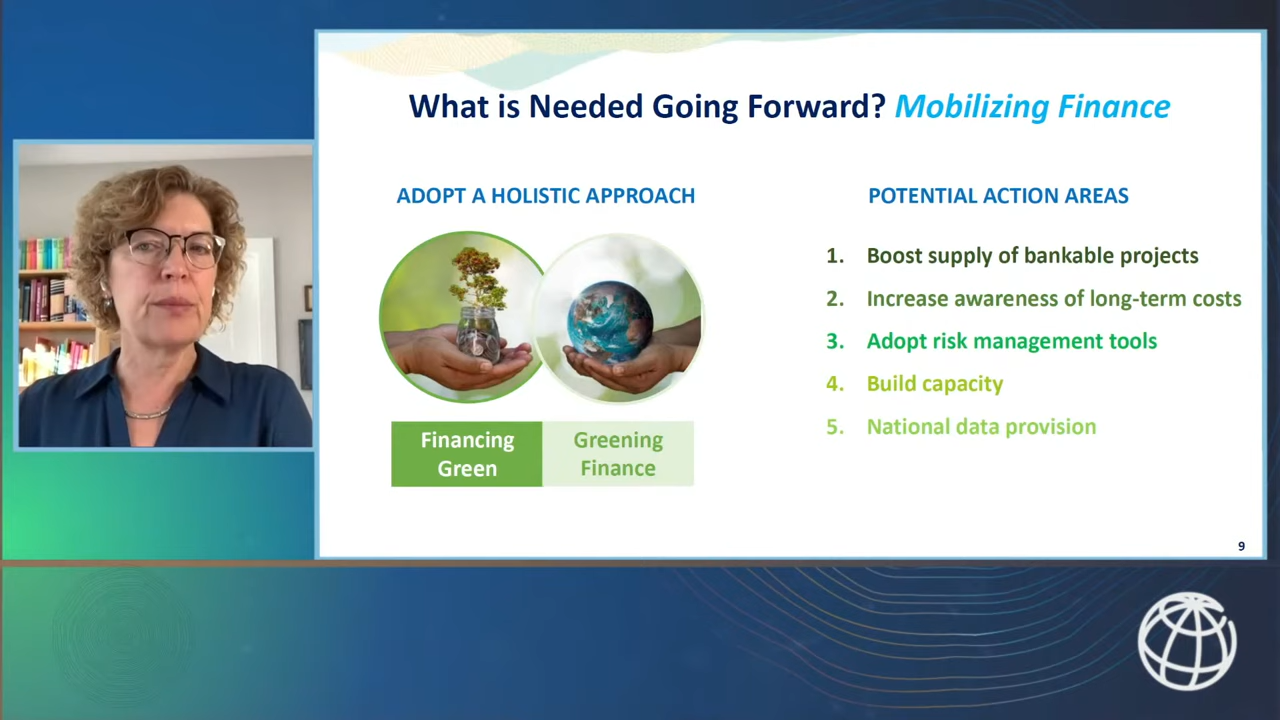 What is Needed Going Forward? Mobilizing Finance
ADOPT A HOLISTIC APPROACH
Financing
Green
Greening
Finance
POTENTIAL ACTION AREAS
1. Boost supply of bankable projects
2. Increase awareness of long-term costs
3. Adopt risk management tools
4. Build capacity
5. National data provision
9